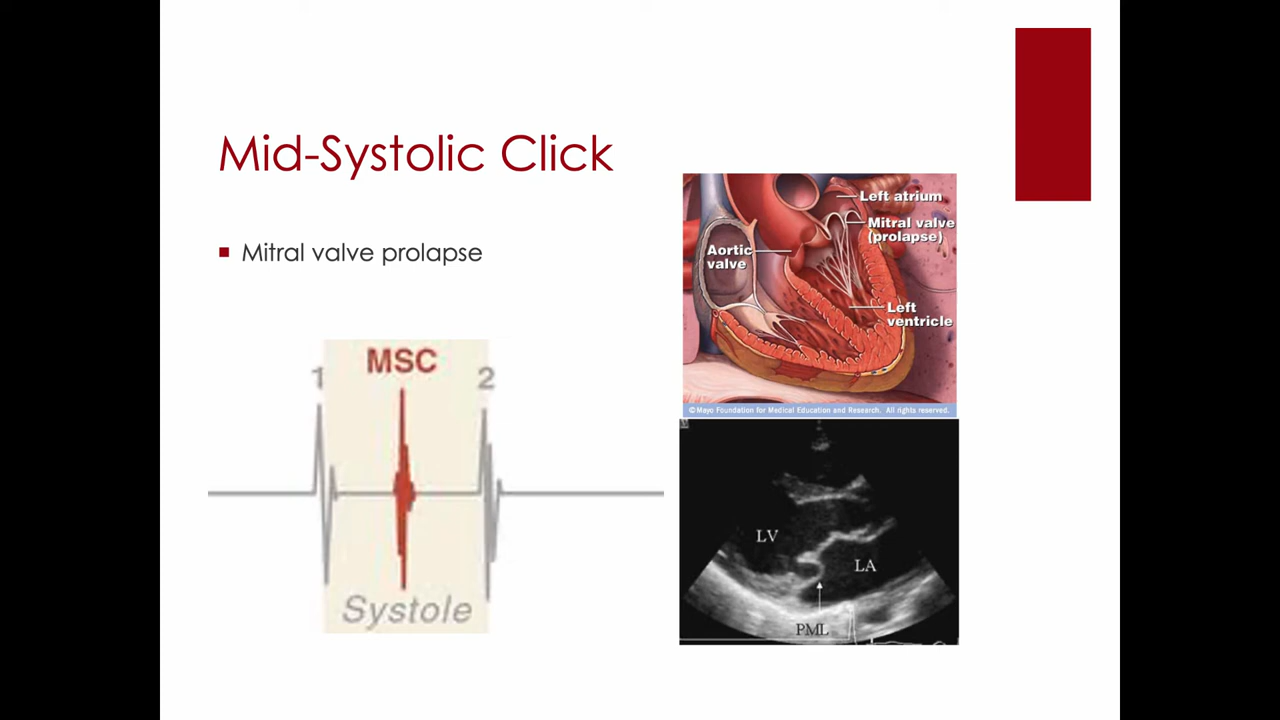 Mid-Systolic Click
Mitral valve prolapse
MSC
1
2
Systole
Left atrium
Mitral valve
(prolapse)
Aortic
valve
Left
ventricle
©Mayo Foundation for Medical Education and Research. All rights reserved.
LV
LA
PML